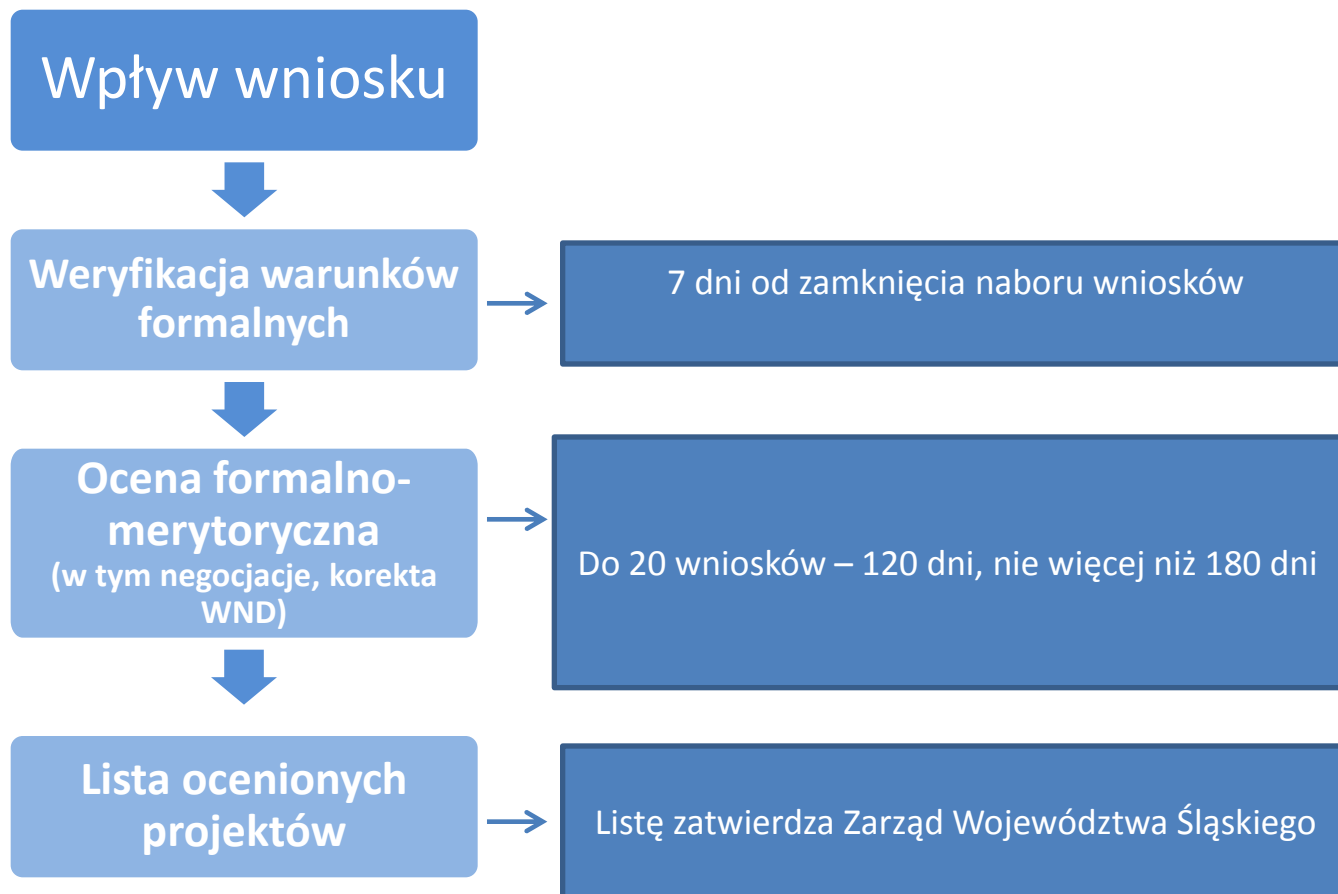 Wpływ wniosku
Weryfikacja warunków
formalnych
7 dni od zamknięcia naboru wniosków
Ocena formalno-
merytoryczna
(w tym negocjacje, korekta
WND)
Do 20 wniosków – 120 dni, nie więcej niż 180 dni
Lista ocenionych
projektów
Listę zatwierdza Zarząd Województwa Śląskiego